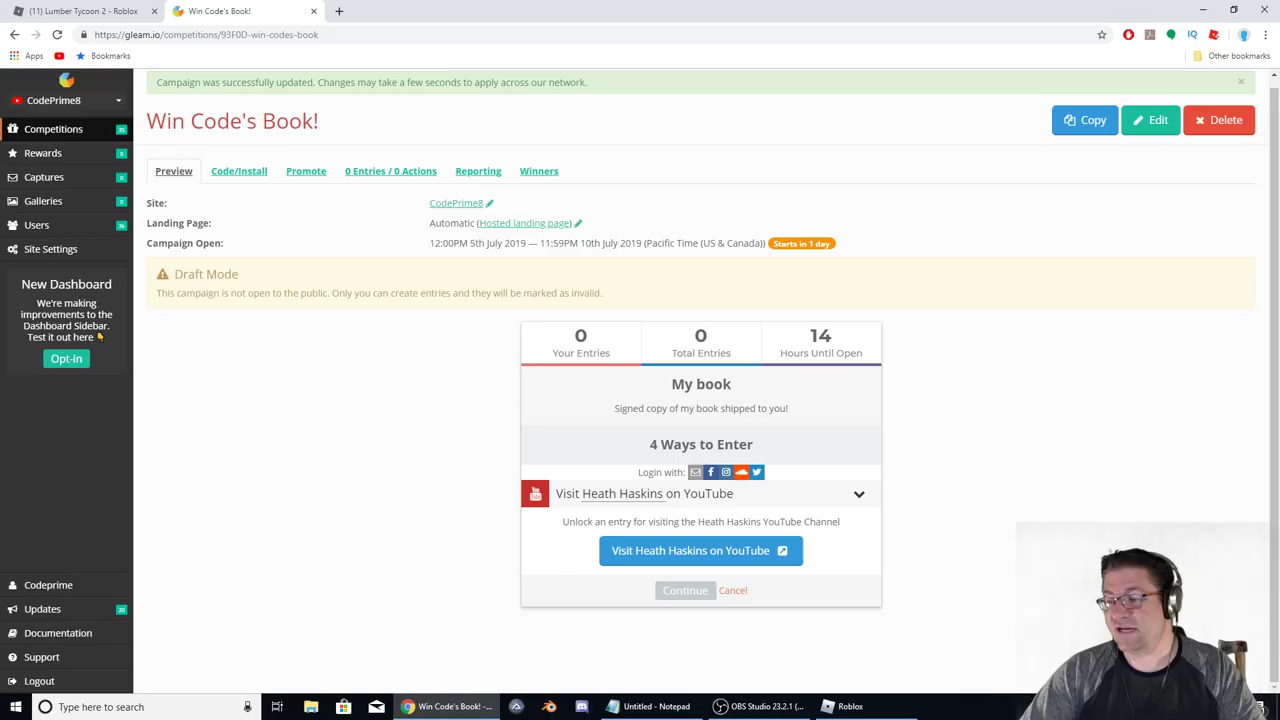 (11) Lumber Tycoon 2 - Roblox
Win Code's Book!
https://gleam.io/competitions/93F0D-win-codes-book
Apps
Bookmarks
Other bookmarks
CodePrime8
Competitions
Rewards 0
Captures 0
Galleries 0
Users
Site Settings
New Dashboard
We're making
improvements to the
Dashboard Sidebar.
Test it out here
Opt-in
Codeprime
Updates
Documentation
Support
Logout
Campaign was successfully updated. Changes may take a few seconds to apply across our network.
Win Code's Book!
Copy Edit Delete
Preview Code/Install Promote 0 Entries / 0 Actions Reporting Winners
Site: CodePrime8
Landing Page: Automatic (Hosted landing page)
Campaign Open: 12:00PM 5th July 2019 — 11:59PM 10th July 2019 (Pacific Time (US & Canada)) Starts in 1 day
Draft Mode
This campaign is not open to the public. Only you can create entries and they will be marked as invalid.
0 0 14
Your Entries Total Entries Hours Until Open
My book
Signed copy of my book shipped to you!
4 Ways to Enter
Login with:
Visit Heath Haskins on YouTube
Unlock an entry for visiting the Heath Haskins YouTube Channel
Visit Heath Haskins on YouTube
Continue Cancel
Type here to search
Win Code's Book! -...
Untitled - Notepad
OBS Studio 23.2.1 (...
Roblox